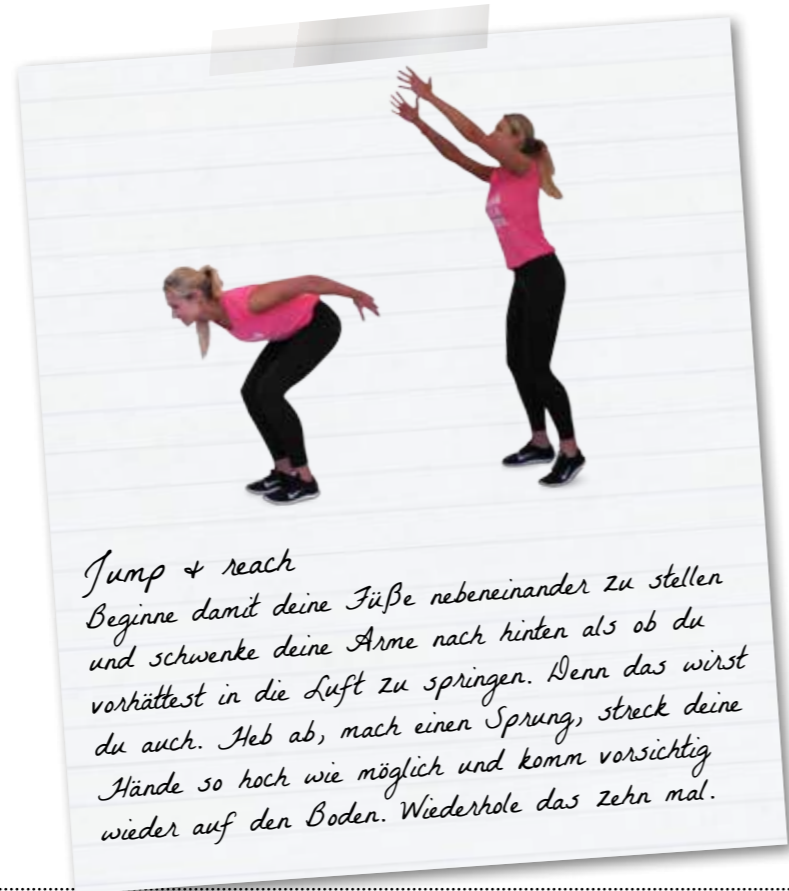 Jump & reach
Beginne damit deine Füße nebeneinander zu stellen
und schwenke deine Arme nach hinten als ob du
vorhättest in die Luft zu springen. Denn das wirst
du auch. Heb ab, mach einen Sprung, streck deine
Hände so hoch wie möglich und komm vorsichtig
wieder auf den Boden. Wiederhole das zehn mal.